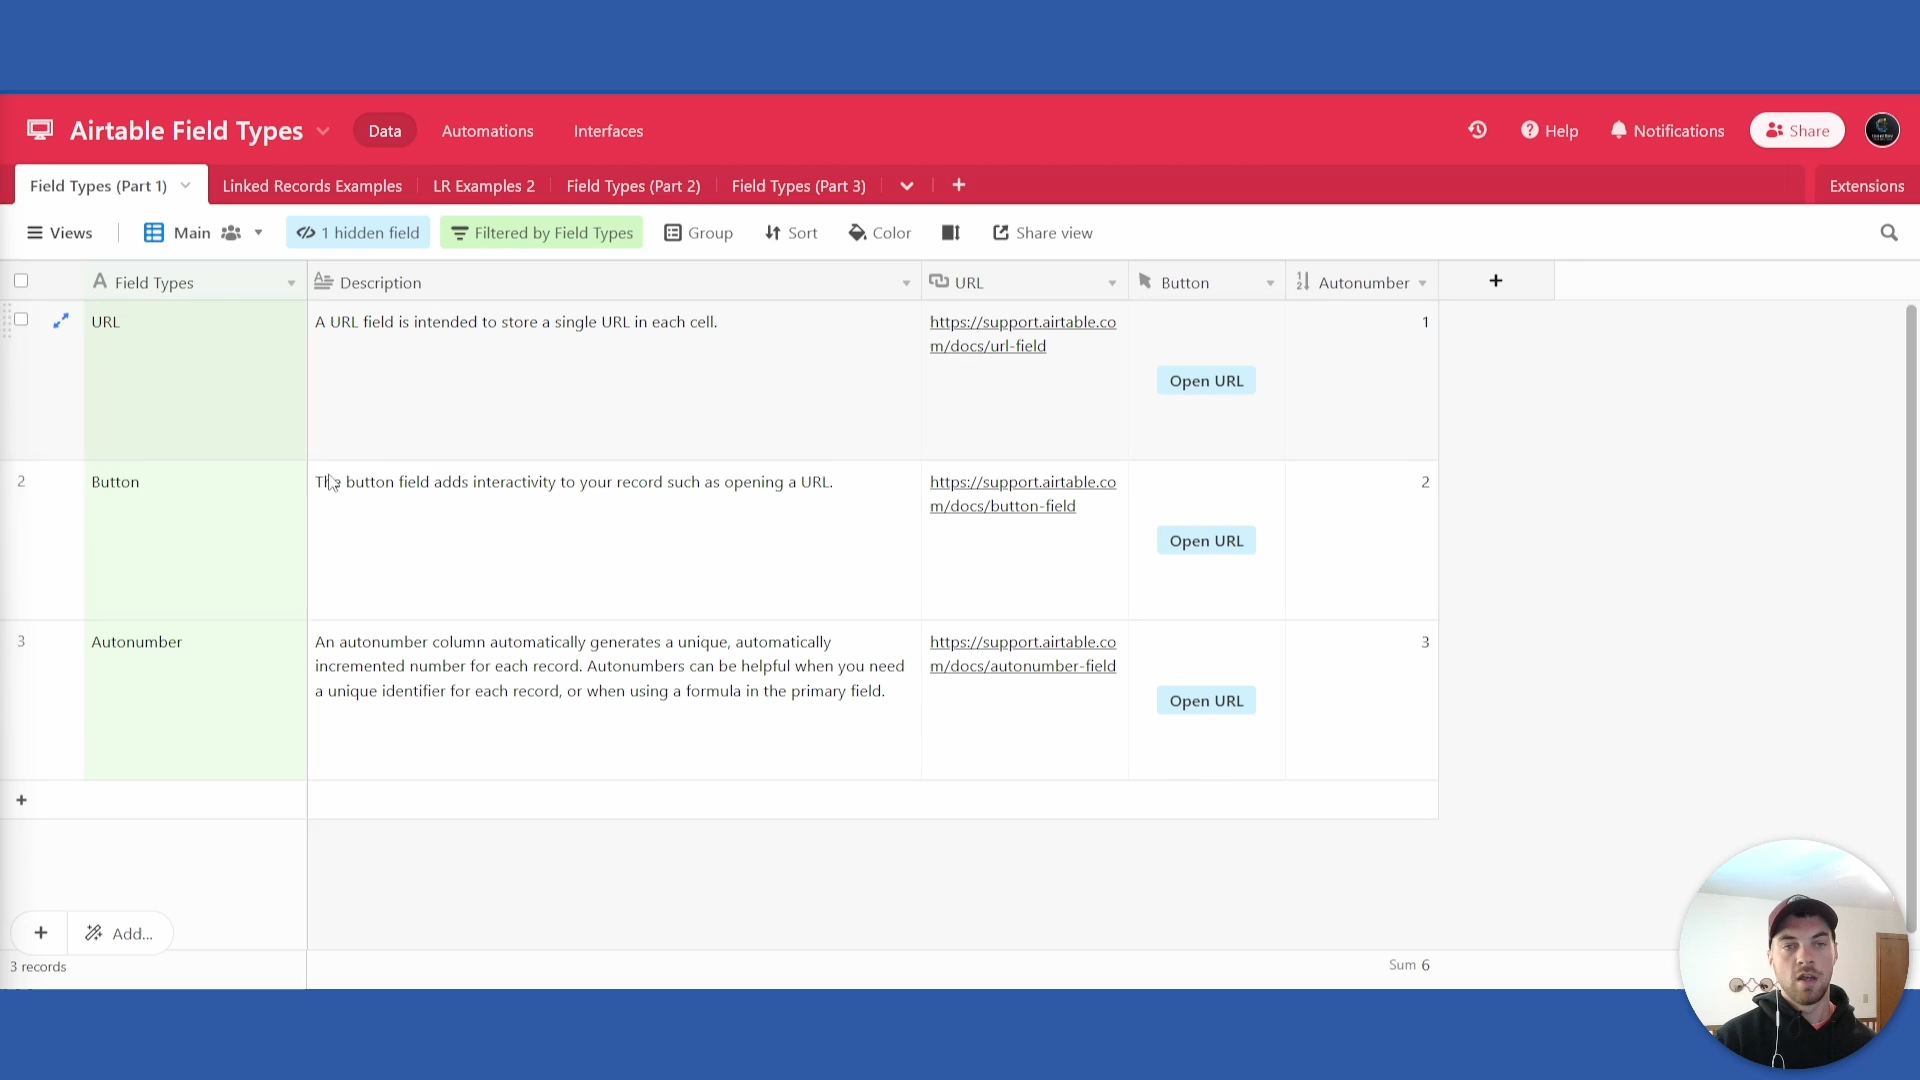 Airtable Field Types
Data
Automations
Interfaces
Help
Notifications
Share
Field Types (Part 1)
Linked Records Examples
LR Examples 2
Field Types (Part 2)
Field Types (Part 3)
Extensions
Views
Main
1 hidden field
Filtered by Field Types
Group
Sort
Color
Share view
Field Types
Description
URL
Button
Autonumber
URL
A URL field is intended to store a single URL in each cell.
https://support.airtable.co
m/docs/url-field
Open URL
1
2
Button
The button field adds interactivity to your record such as opening a URL.
https://support.airtable.co
m/docs/button-field
Open URL
2
3
Autonumber
An autonumber column automatically generates a unique, automatically
incremented number for each record. Autonumbers can be helpful when you need
a unique identifier for each record, or when using a formula in the primary field.
https://support.airtable.co
m/docs/autonumber-field
Open URL
3
Add...
3 records
Sum 6